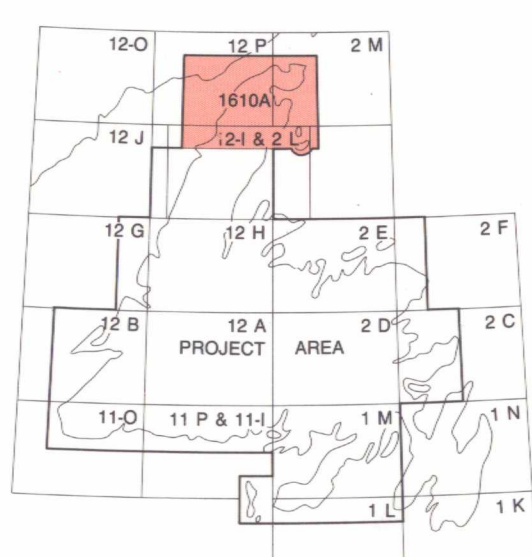 12-O 12 P 2 M
1610A
12 J 12-I & 2 L
12 G 12 H 2 E 2 F
12 B 12 A 2 D 2 C
PROJECT AREA
11-O 11 P & 11-I 1 M 1 N
1 L 1 K